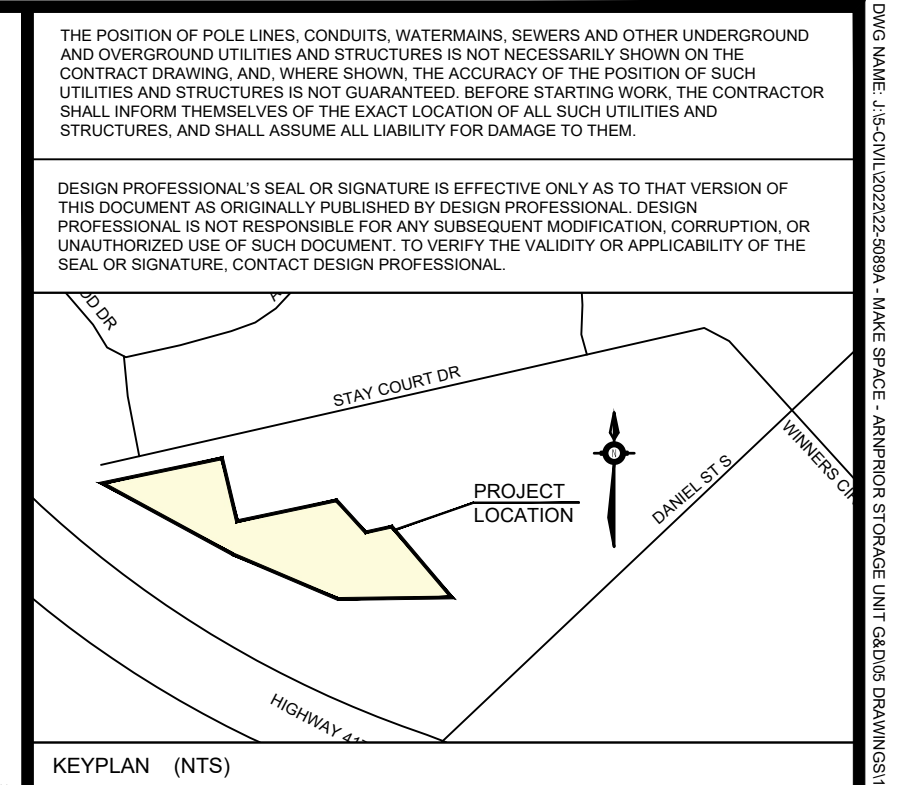 THE POSITION OF POLE LINES, CONDUITS, WATERMAINS, SEWERS AND OTHER UNDERGROUND
AND OVERGROUND UTILITIES AND STRUCTURES IS NOT NECESSARILY SHOWN ON THE
CONTRACT DRAWING, AND, WHERE SHOWN, THE ACCURACY OF THE POSITION OF SUCH
UTILITIES AND STRUCTURES IS NOT GUARANTEED. BEFORE STARTING WORK, THE CONTRACTOR
SHALL INFORM THEMSELVES OF THE EXACT LOCATION OF ALL SUCH UTILITIES AND
STRUCTURES, AND SHALL ASSUME ALL LIABILITY FOR DAMAGE TO THEM.
DESIGN PROFESSIONAL'S SEAL OR SIGNATURE IS EFFECTIVE ONLY AS TO THAT VERSION OF
THIS DOCUMENT AS ORIGINALLY PUBLISHED BY DESIGN PROFESSIONAL. DESIGN
PROFESSIONAL IS NOT RESPONSIBLE FOR ANY SUBSEQUENT MODIFICATION, CORRUPTION, OR
UNAUTHORIZED USE OF SUCH DOCUMENT. TO VERIFY THE VALIDITY OR APPLICABILITY OF THE
SEAL OR SIGNATURE, CONTACT DESIGN PROFESSIONAL.
DR
STAY COURT DR
N
WINNERS
DANIEL ST S
PROJECT
LOCATION
HIGHWAY
KEYPLAN (NTS)
DWG NAME: J:\5-CIVIL\2022\22-5089A - MAKE SPACE - ARNPRIOR STORAGE UNIT G&D\05 DRAWINGS\1